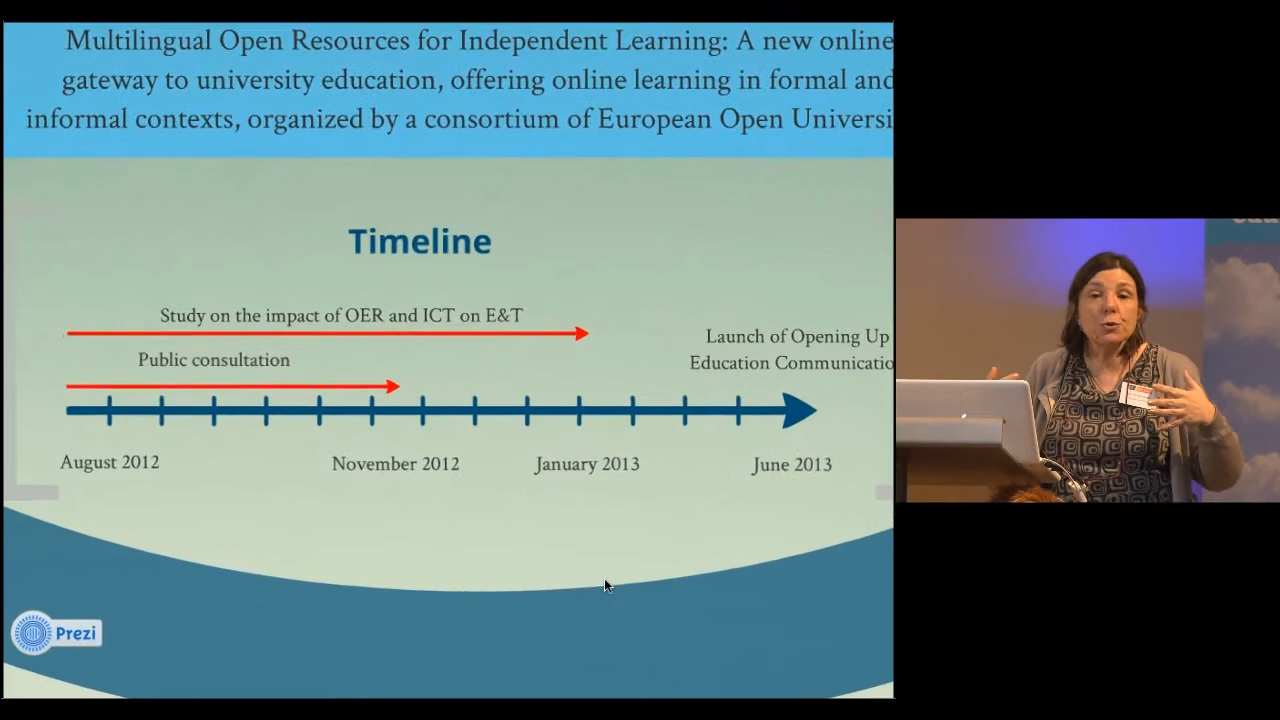 Multilingual Open Resources for Independent Learning: A new online
gateway to university education, offering online learning in formal and
informal contexts, organized by a consortium of European Open Universi
Timeline
Study on the impact of OER and ICT on E&T
Public consultation
Launch of Opening Up
Education Communicatio
August 2012
November 2012
January 2013
June 2013
Prezi